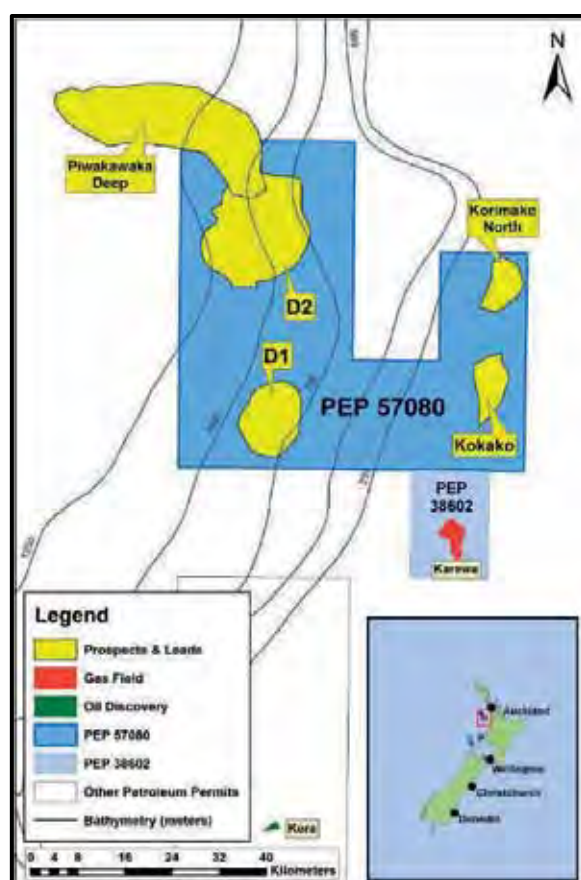 N
Piwakawaka
Deep
Korimako
North
D2
D1
PEP 57080
Kokako
PEP
38602
Karewa
Legend
Prospects & Leads
Gas Field
Oil Discovery
PEP 57080
PEP 38602
Other Petroleum Permits
Bathymetry (meters)
Kora
0 4 8 16 24 32 40
Kilometers
Auckland
Wellington
Christchurch
Dunedin